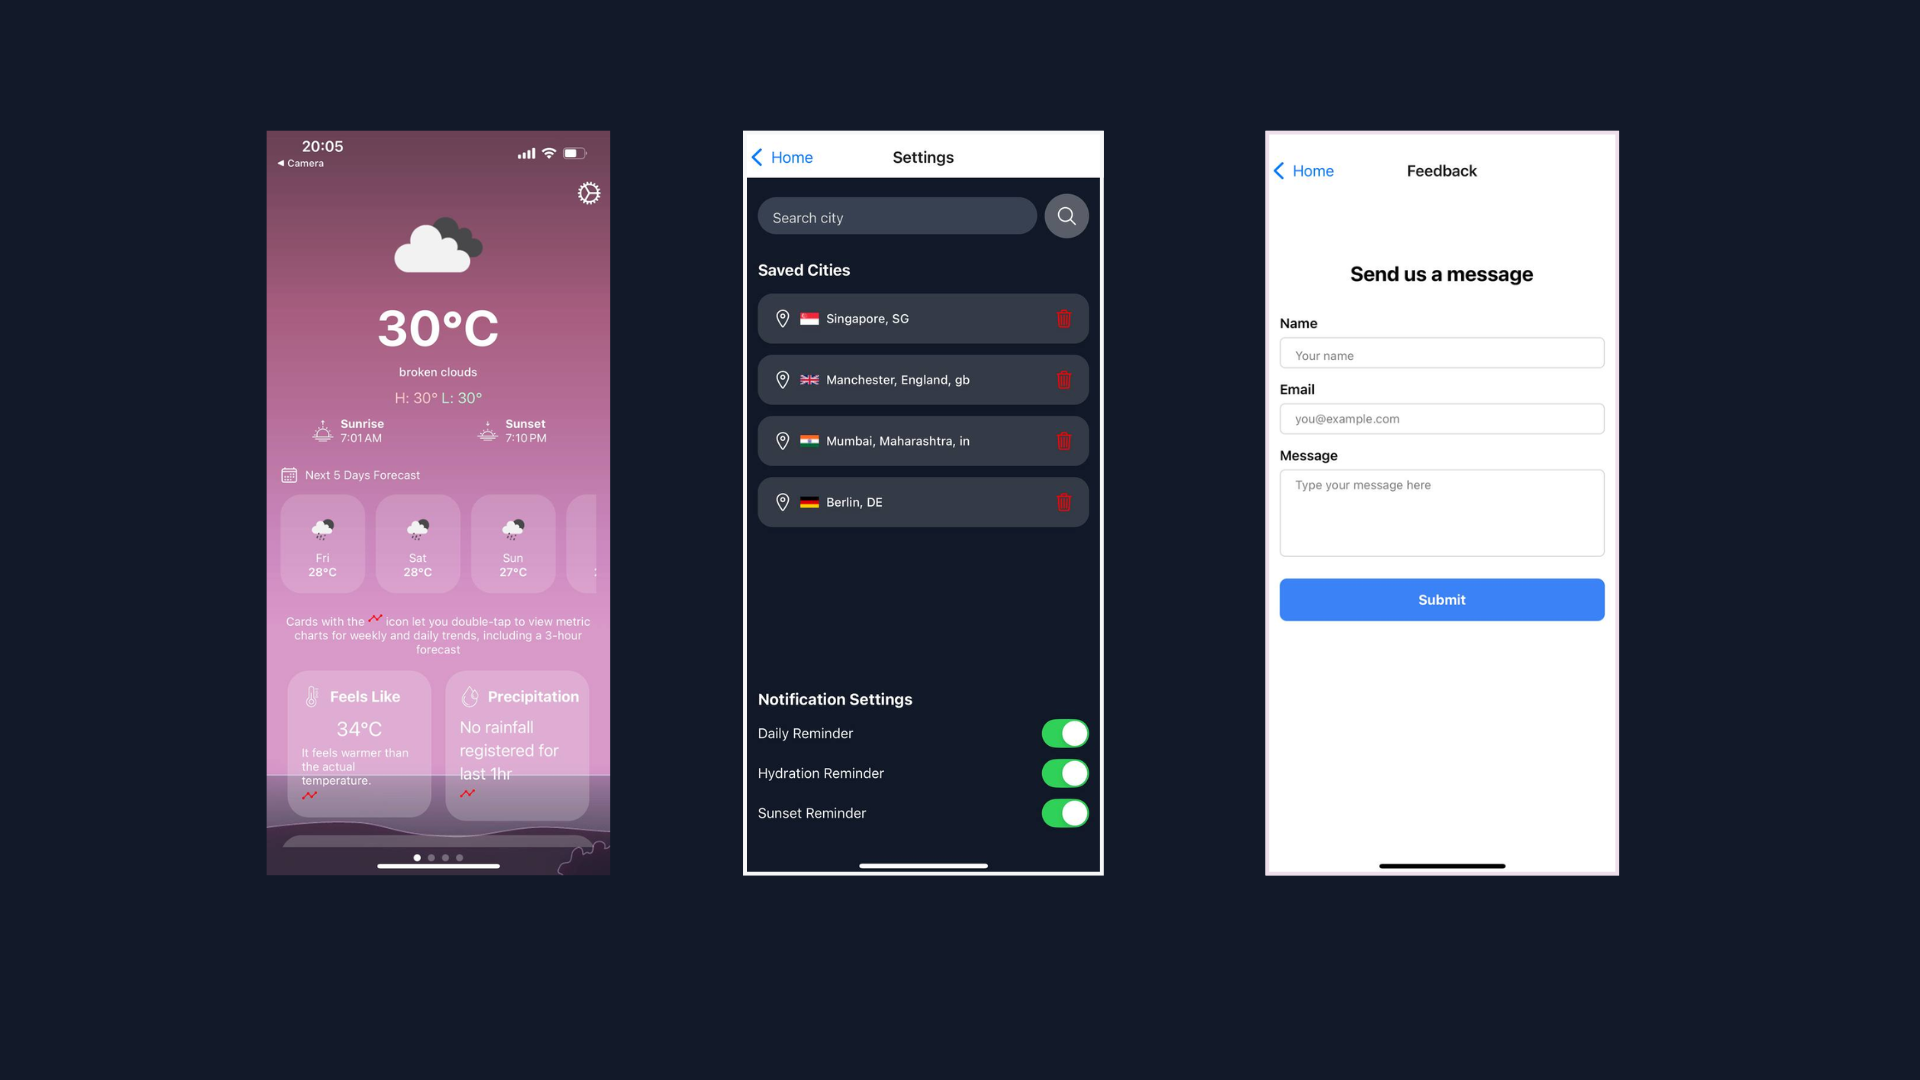 20:05
◀ Camera
30°C
broken clouds
H: 30° L: 30°
Sunrise
7:01 AM
Sunset
7:10 PM
Next 5 Days Forecast
Fri
28°C
Sat
28°C
Sun
27°C
Cards with the icon let you double-tap to view metric
charts for weekly and daily trends, including a 3-hour
forecast
Feels Like
34°C
It feels warmer than
the actual
temperature.
Precipitation
No rainfall
registered for
last 1hr
Home
Settings
Search city
Saved Cities
Singapore, SG
Manchester, England, gb
Mumbai, Maharashtra, in
Berlin, DE
Notification Settings
Daily Reminder
Hydration Reminder
Sunset Reminder
Home
Feedback
Send us a message
Name
Your name
Email
you@example.com
Message
Type your message here
Submit